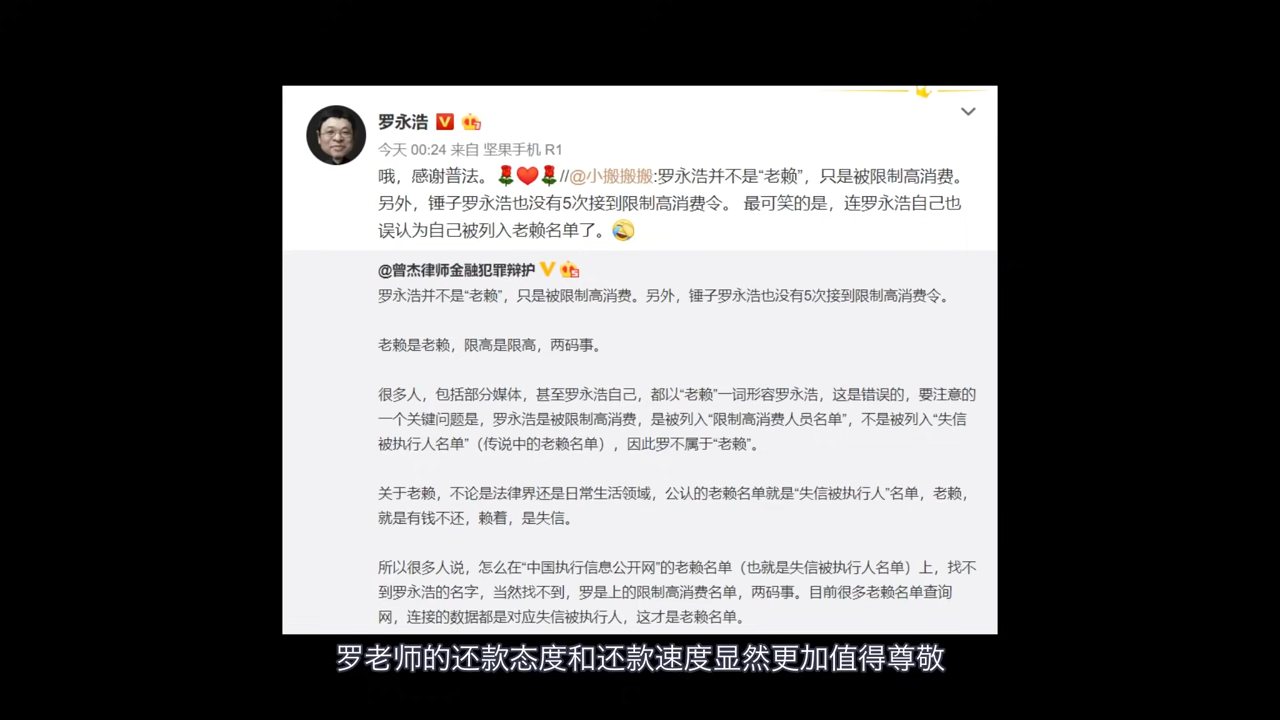 罗永浩
今天 00:24 来自 坚果手机 R1
哦，感谢普法。🌹❤️🌹//@小搬搬搬:罗永浩并不是“老赖”，只是被限制高消费。
另外，锤子罗永浩也没有5次接到限制高消费令。 最可笑的是，连罗永浩自己也
误认为自己被列入老赖名单了。🤣
@曾杰律师金融犯罪辩护
罗永浩并不是“老赖”，只是被限制高消费。另外，锤子罗永浩也没有5次接到限制高消费令。
老赖是老赖，限高是限高，两码事。
很多人，包括部分媒体，甚至罗永浩自己，都以“老赖”一词形容罗永浩，这是错误的，要注意的
一个关键问题是，罗永浩是被限制高消费，是被列入“限制高消费人员名单”，不是被列入“失信
被执行人名单”（传说中的老赖名单），因此罗不属于“老赖”。
关于老赖，不论是法律界还是日常生活领域，公认的老赖名单就是“失信被执行人”名单，老赖，
就是有钱不还，赖着，是失信。
所以很多人说，怎么在“中国执行信息公开网”的老赖名单（也就是失信被执行人名单）上，找不
到罗永浩的名字，当然找不到，罗是上的限制高消费名单，两码事。目前很多老赖名单查询
网，连接的数据都是对应失信被执行人，这才是老赖名单。
罗老师的还款态度和还款速度显然更加值得尊敬